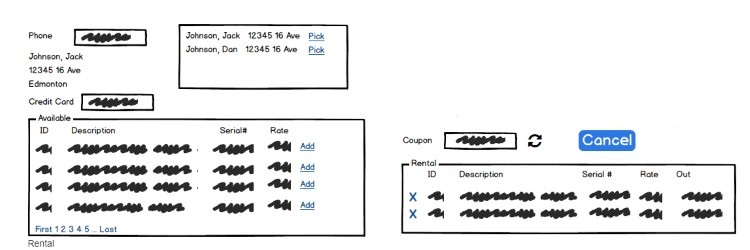 Phone
Johnson, Jack 12345 16 Ave Pick
Johnson, Dan 12345 16 Ave Pick
Johnson, Jack
12345 16 Ave
Edmonton
Credit Card
Available
ID Description Serial# Rate
Add
Add
Add
Add
First 1 2 3 4 5 ... Last
Rental
Coupon Cancel
Rental
ID Description Serial # Rate Out
X
X